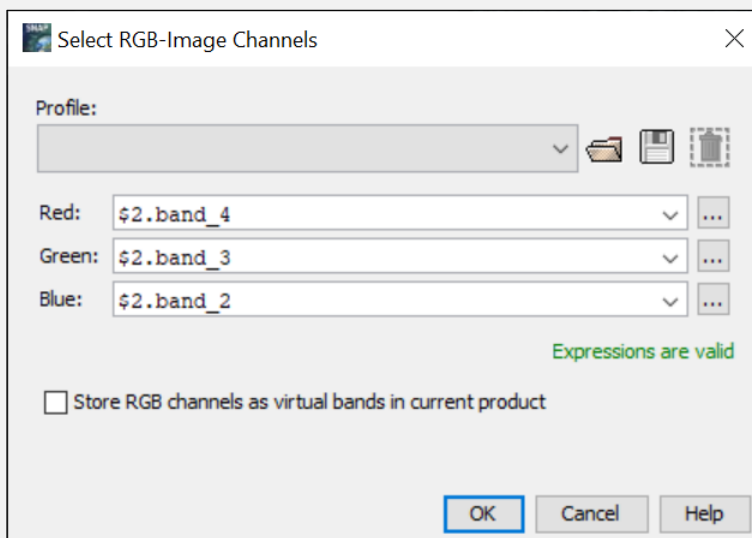 SNAP
Select RGB-Image Channels
Profile:
Red: $2.band_4 ...
Green: $2.band_3 ...
Blue: $2.band_2 ...
Expressions are valid
Store RGB channels as virtual bands in current product
OK Cancel Help